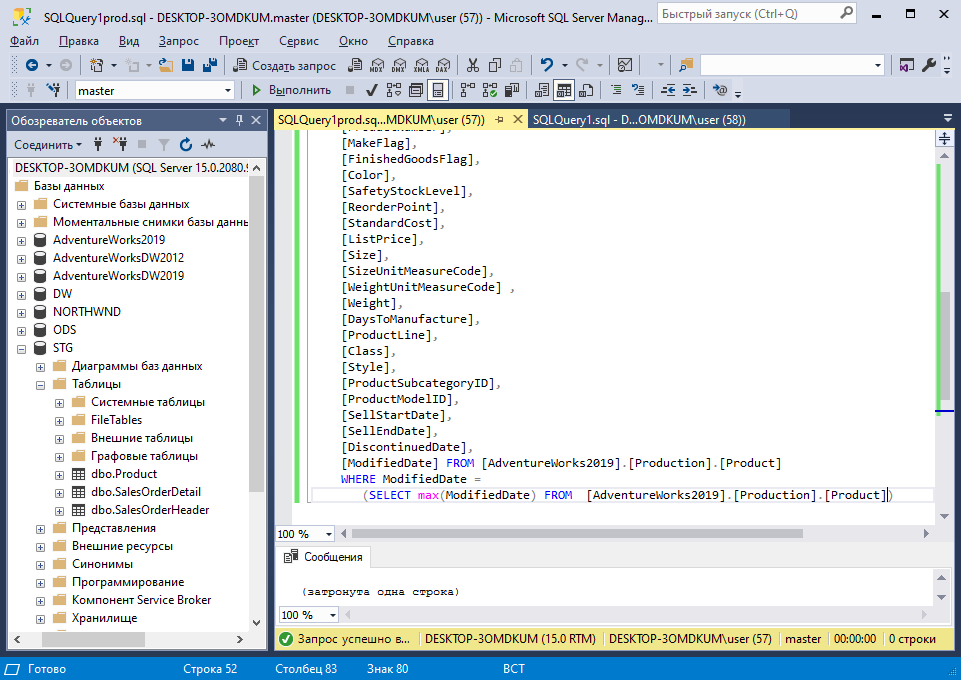 SQLQuery1prod.sql - DESKTOP-3OMDKUM.master (DESKTOP-3OMDKUM\user (57)) - Microsoft SQL Server Manag...
Быстрый запуск (Ctrl+Q)
Файл Правка Вид Запрос Проект Сервис Окно Справка
Создать запрос MDX DMX XMLA DAX
master Выполнить
Обозреватель объектов
SQLQuery1prod.sq...MDKUM\user (57)) SQLQuery1.sql - D...OMDKUM\user (58))
Соединить
DESKTOP-3OMDKUM (SQL Server 15.0.2080.9
Базы данных
Системные базы данных
Моментальные снимки базы даннь
AdventureWorks2019
AdventureWorksDW2012
AdventureWorksDW2019
DW
NORTHWND
ODS
STG
Диаграммы баз данных
Таблицы
Системные таблицы
FileTables
Внешние таблицы
Графовые таблицы
dbo.Product
dbo.SalesOrderDetail
dbo.SalesOrderHeader
Представления
Внешние ресурсы
Синонимы
Программирование
Компонент Service Broker
Хранилище
[ProductNumber],
[MakeFlag],
[FinishedGoodsFlag],
[Color],
[SafetyStockLevel],
[ReorderPoint],
[StandardCost],
[ListPrice],
[Size],
[SizeUnitMeasureCode],
[WeightUnitMeasureCode] ,
[Weight],
[DaysToManufacture],
[ProductLine],
[Class],
[Style],
[ProductSubcategoryID],
[ProductModelID],
[SellStartDate],
[SellEndDate],
[DiscontinuedDate],
[ModifiedDate] FROM [AdventureWorks2019].[Production].[Product]
WHERE ModifiedDate =
(SELECT max(ModifiedDate) FROM  [AdventureWorks2019].[Production].[Product])
100 %
Сообщения
(затронута одна строка)
100 %
Запрос успешно в... DESKTOP-3OMDKUM (15.0 RTM) DESKTOP-3OMDKUM\user (57) master 00:00:00 0 строки
Готово Строка 52 Столбец 83 Знак 80 ВСТ